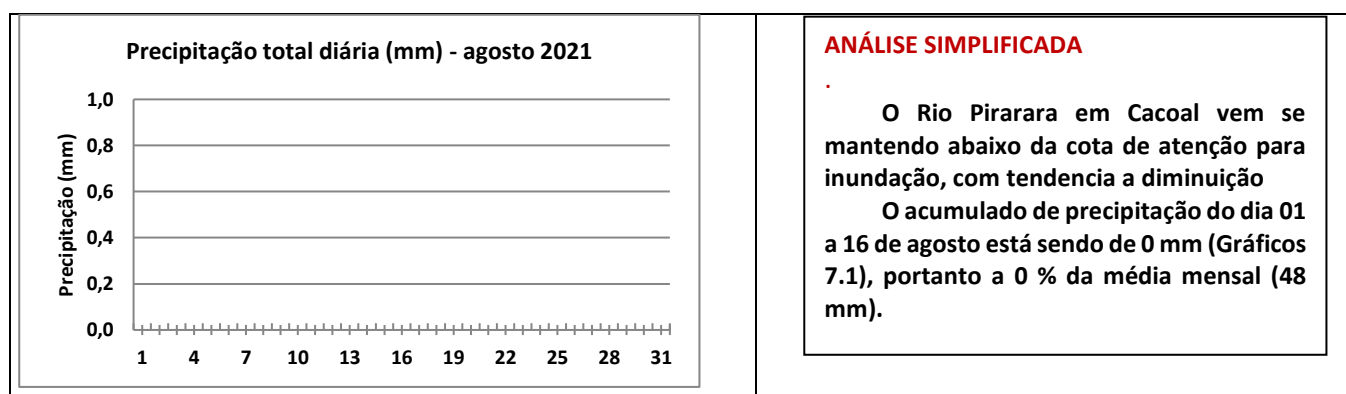 Precipitação total diária (mm) - agosto 2021
Precipitação (mm)
1,0
0,8
0,6
0,4
0,2
0,0
1 4 7 10 13 16 19 22 25 28 31
ANÁLISE SIMPLIFICADA
.
O Rio Pirarara em Cacoal vem se
mantendo abaixo da cota de atenção para
inundação, com tendencia a diminuição
O acumulado de precipitação do dia 01
a 16 de agosto está sendo de 0 mm (Gráficos
7.1), portanto a 0 % da média mensal (48
mm).